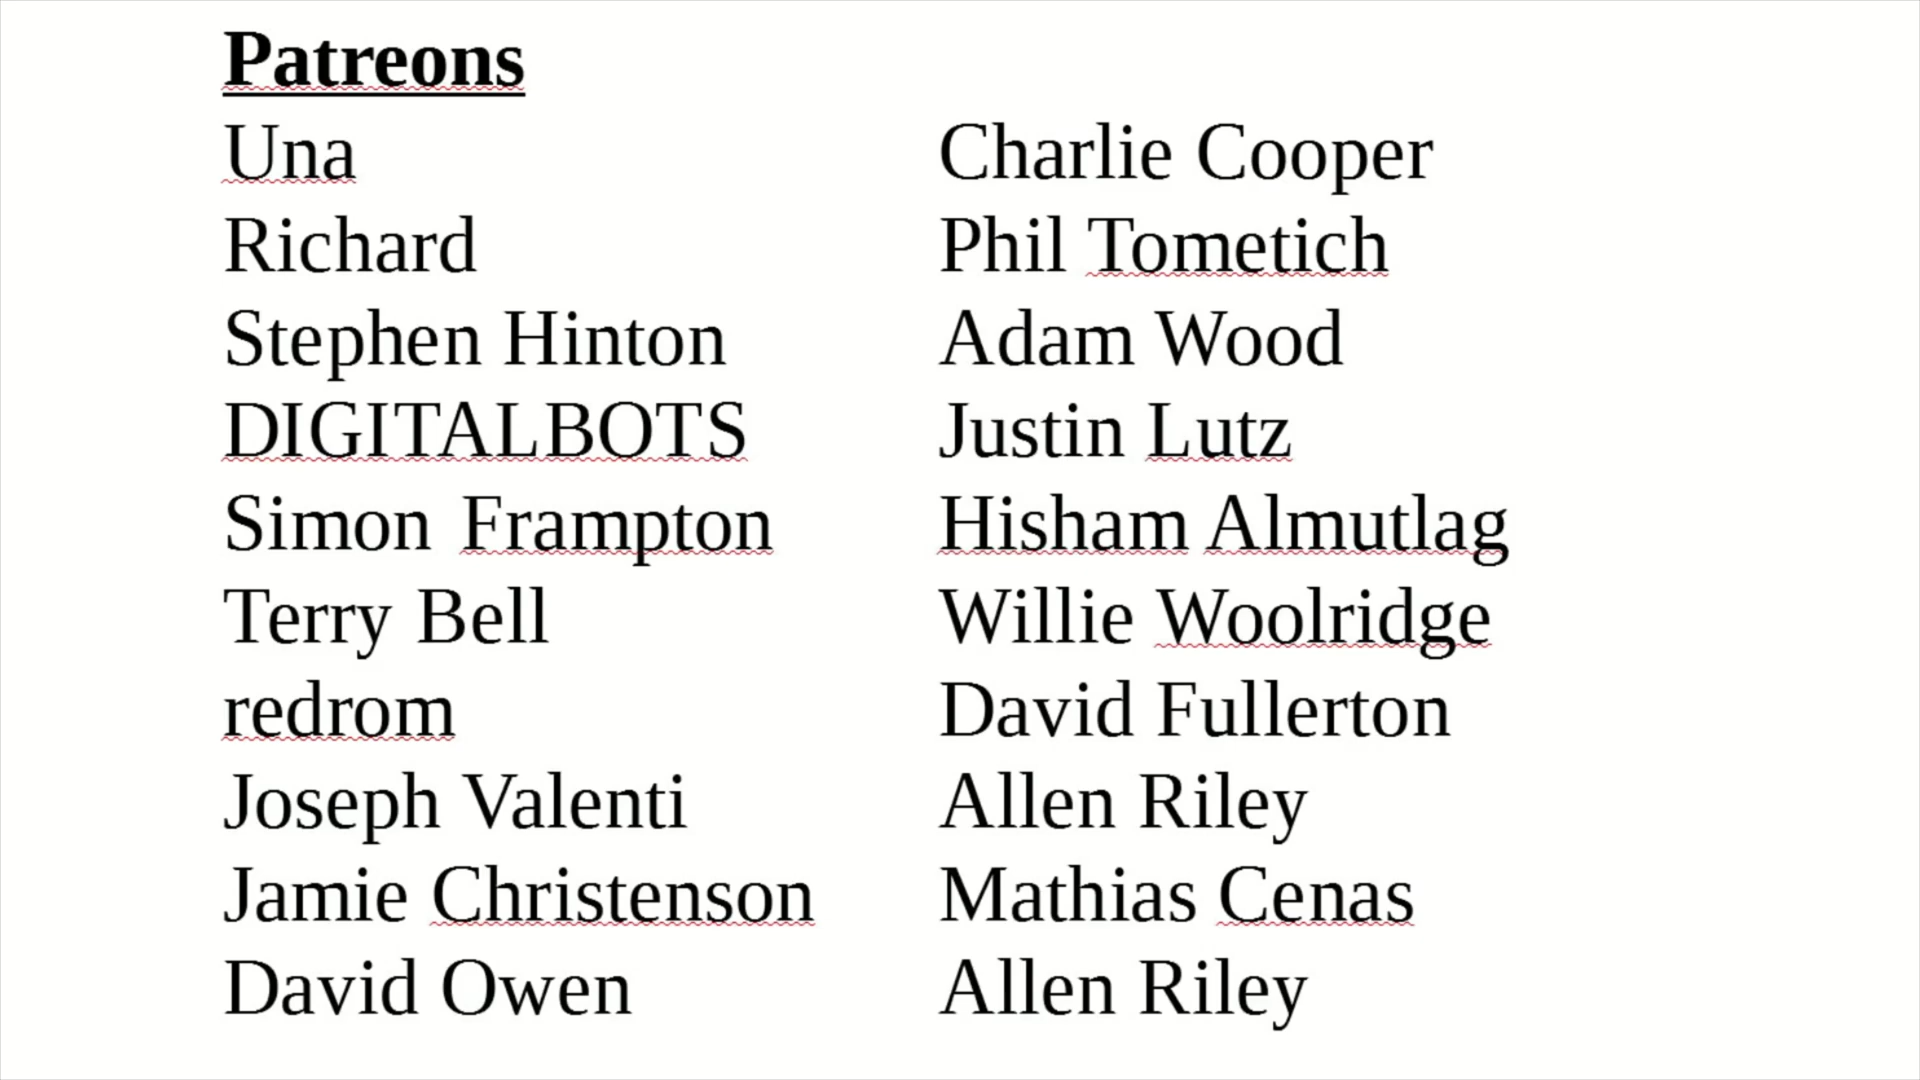 Patreons
Una
Richard
Stephen Hinton
DIGITALBOTS
Simon Frampton
Terry Bell
redrom
Joseph Valenti
Jamie Christenson
David Owen
Charlie Cooper
Phil Tometich
Adam Wood
Justin Lutz
Hisham Almutlag
Willie Woolridge
David Fullerton
Allen Riley
Mathias Cenas
Allen Riley